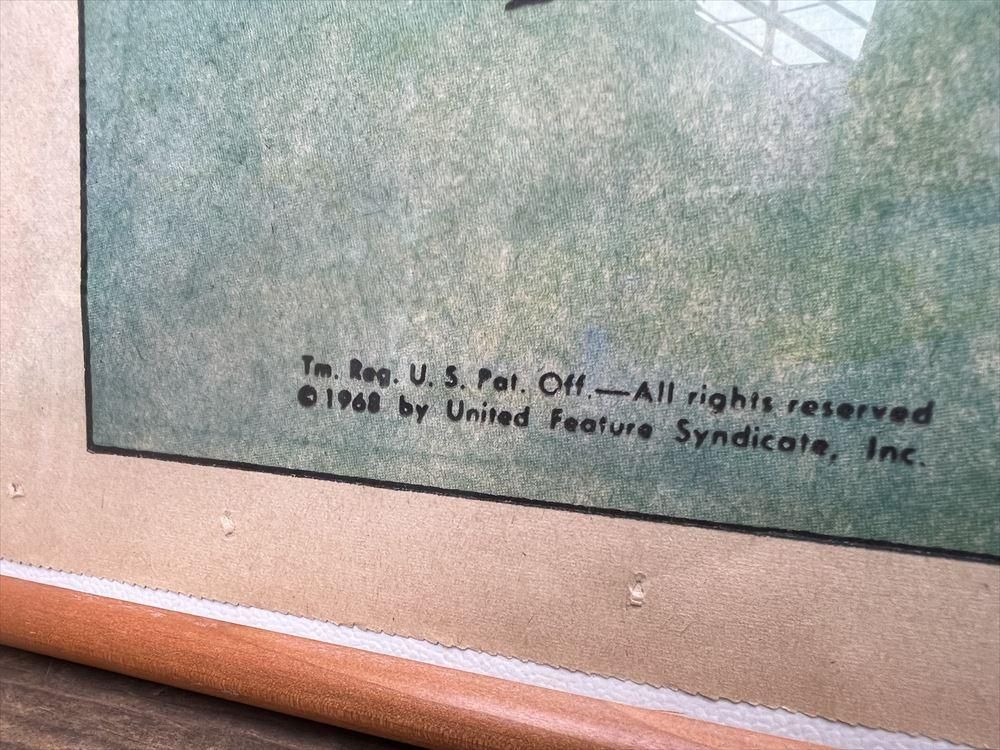 Tm. Reg. U. S. Pat. Off.—All rights reserved
©1968 by United Feature Syndicate, Inc.